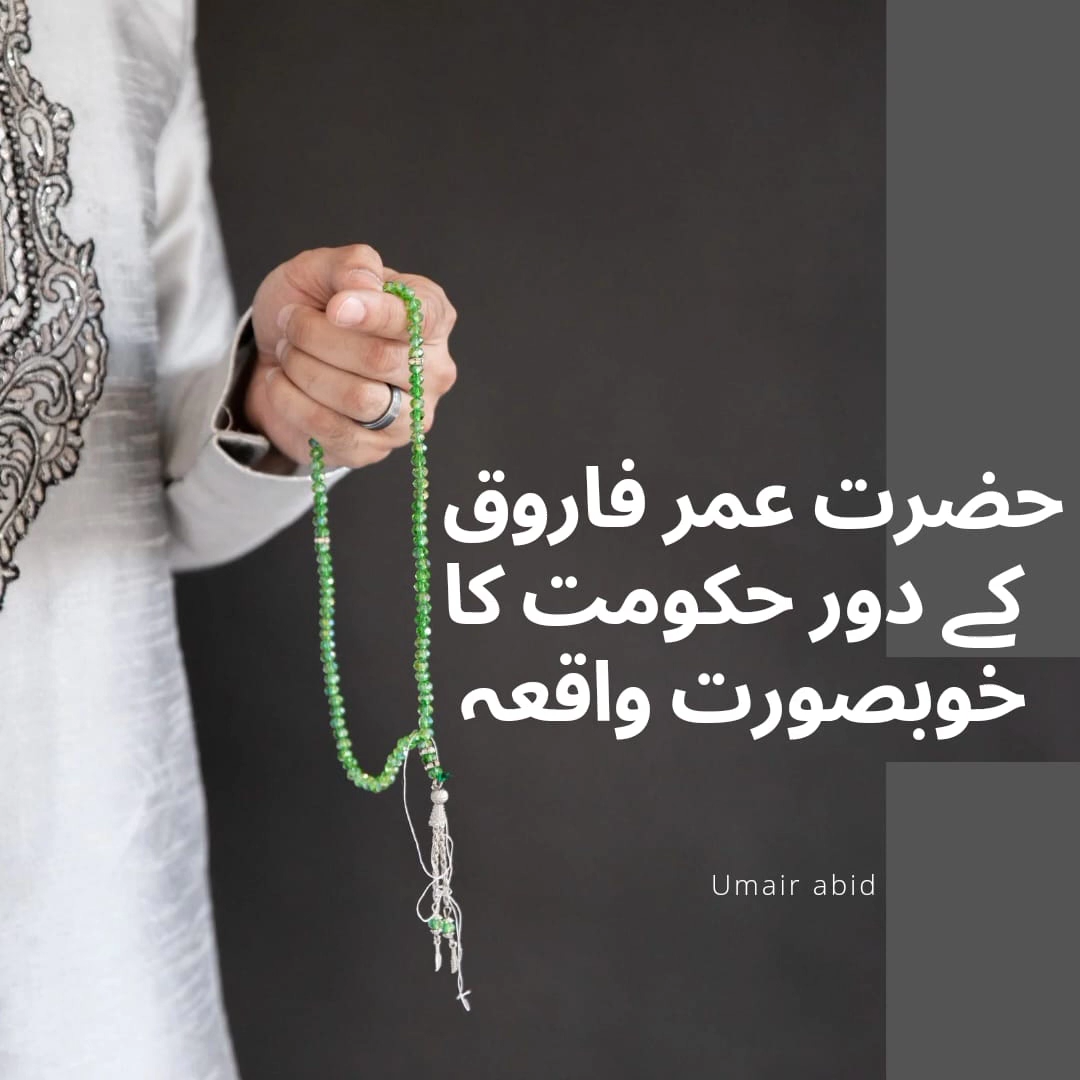 حضرت عمر فاروق
کے دور حکومت کا
خوبصورت واقعہ
Umair abid